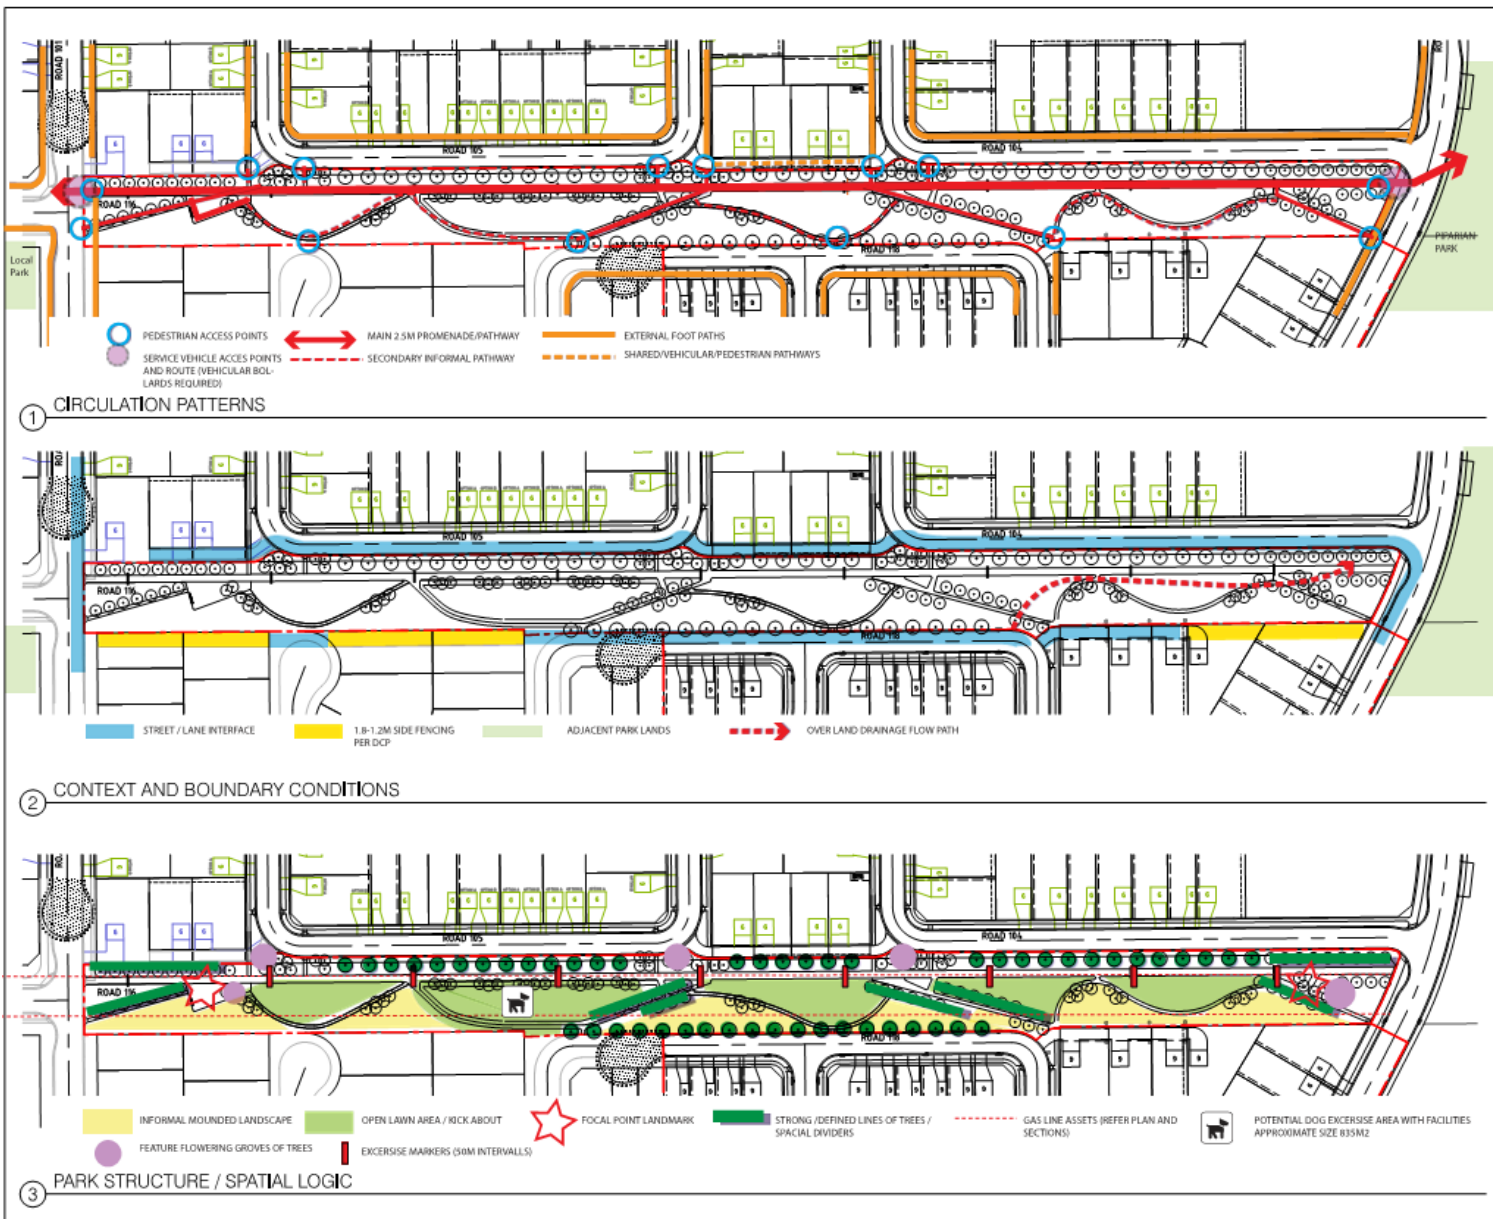 ROAD 101
ROAD 105
ROAD 104
ROAD 116
Local
Park
ROAD 118
PIPARIAN
PARK
PEDESTRIAN ACCESS POINTS
MAIN 2.5M PROMENADE/PATHWAY
EXTERNAL FOOT PATHS
SERVICE VEHICLE ACCES POINTS
AND ROUTE (VEHICULAR BOL-
LARDS REQUIRED)
SECONDARY INFORMAL PATHWAY
SHARED/VEHICULAR/PEDESTRIAN PATHWAYS
1 CIRCULATION PATTERNS
ROAD 105
ROAD 104
ROAD 116
ROAD 118
STREET / LANE INTERFACE
1.8-1.2M SIDE FENCING
PER DCP
ADJACENT PARK LANDS
OVER LAND DRAINAGE FLOW PATH
2 CONTEXT AND BOUNDARY CONDITIONS
ROAD 105
ROAD 104
ROAD 116
ROAD 118
INFORMAL MOUNDED LANDSCAPE
OPEN LAWN AREA / KICK ABOUT
FOCAL POINT LANDMARK
STRONG /DEFINED LINES OF TREES /
SPACIAL DIVIDERS
GAS LINE ASSETS (REFER PLAN AND
SECTIONS)
POTENTIAL DOG EXCERSISE AREA WITH FACILITIES
APPROXIMATE SIZE 835M2
FEATURE FLOWERING GROVES OF TREES
EXCERSISE MARKERS (50M INTERVALLS)
3 PARK STRUCTURE / SPATIAL LOGIC